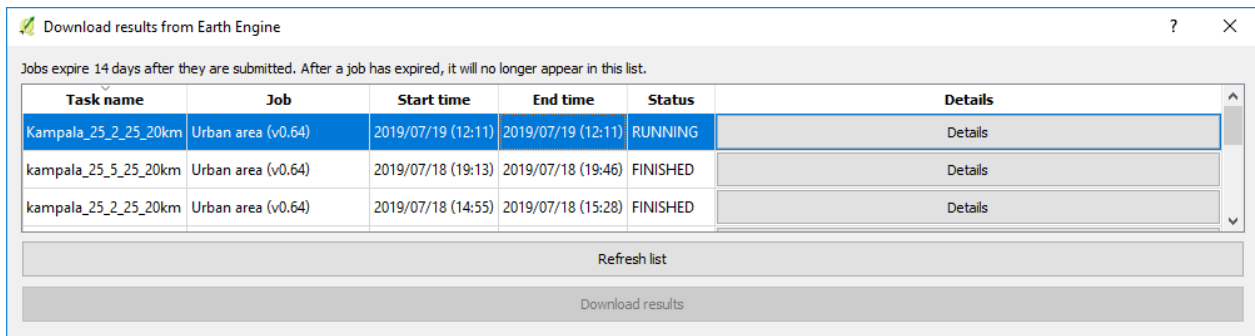 Download results from Earth Engine ?
Jobs expire 14 days after they are submitted. After a job has expired, it will no longer appear in this list.
Task name Job Start time End time Status Details
Kampala_25_2_25_20km Urban area (v0.64) 2019/07/19 (12:11) 2019/07/19 (12:11) RUNNING Details
kampala_25_5_25_20km Urban area (v0.64) 2019/07/18 (19:13) 2019/07/18 (19:46) FINISHED Details
kampala_25_2_25_20km Urban area (v0.64) 2019/07/18 (14:55) 2019/07/18 (15:28) FINISHED Details
Refresh list
Download results